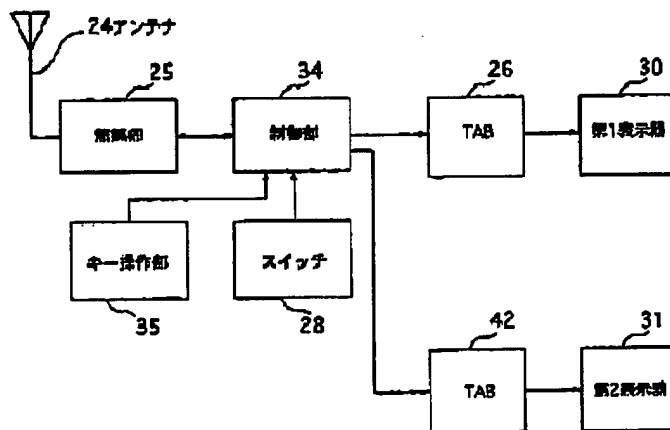 24アンテナ
25
34
26
30
無線部
制御部
TAB
第1表示器
キー操作部
スイッチ
35
28
42
31
TAB
第2表示器